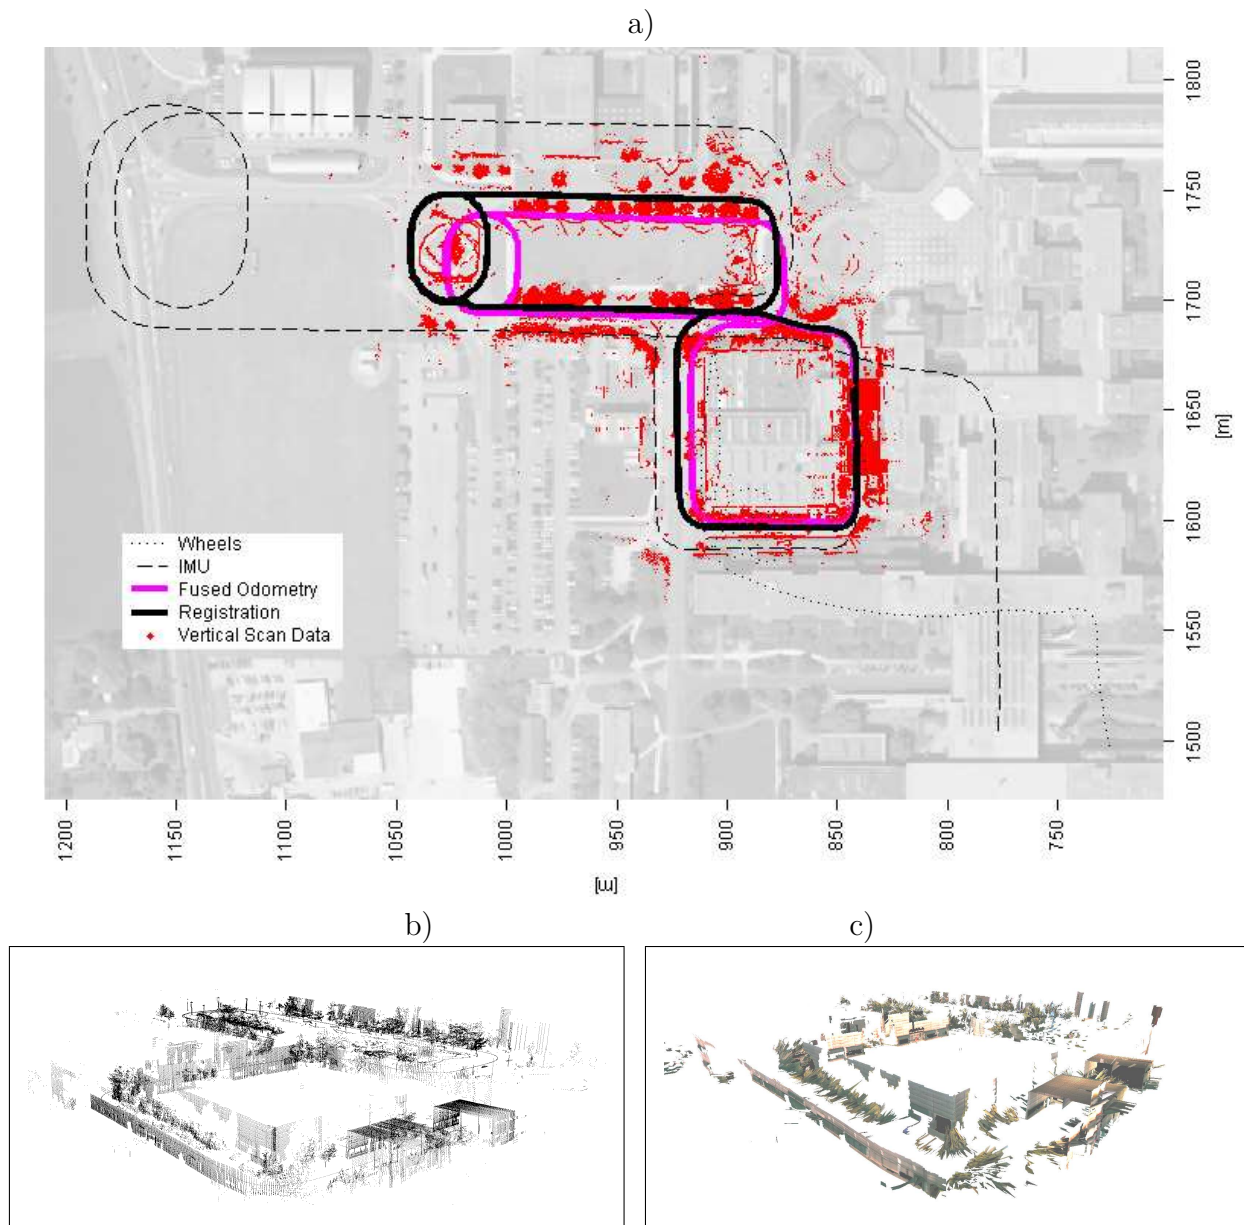 a)
1800
1750
1700
1650
[m]
1600
1550
1500
Wheels
IMU
Fused Odometry
Registration
Vertical Scan Data
1200
1150
1100
1050
1000
950
900
850
800
750
[m]
b)
c)